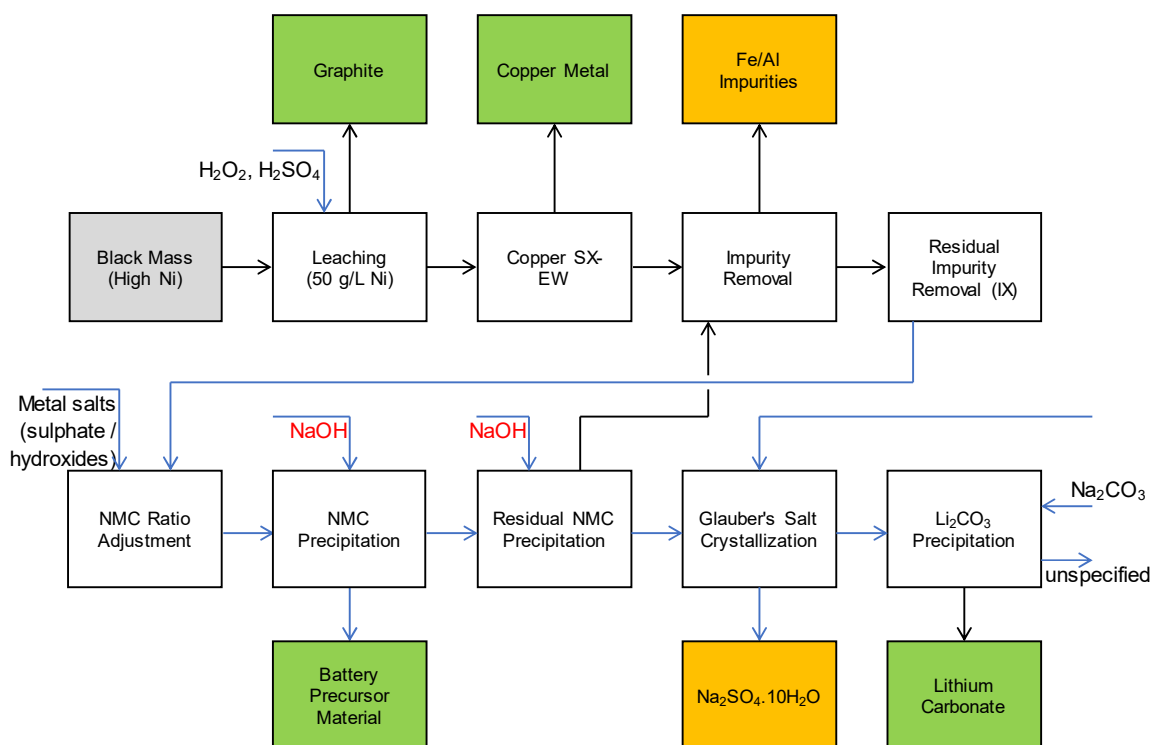 Graphite
Copper Metal
Fe/Al
Impurities
H₂O₂, H₂SO₄
Black Mass
(High Ni)
Leaching
(50 g/L Ni)
Copper SX-
EW
Impurity
Removal
Residual
Impurity
Removal (IX)
Metal salts
(sulphate /
hydroxides)
NaOH
NaOH
NMC Ratio
Adjustment
NMC
Precipitation
Residual NMC
Precipitation
Glauber's Salt
Crystallization
Li₂CO₃
Precipitation
Na₂CO₃
unspecified
Battery
Precursor
Material
Na₂SO₄.10H₂O
Lithium
Carbonate